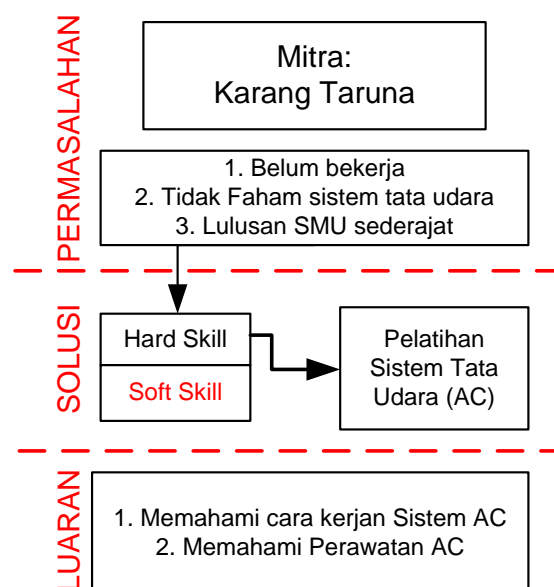 PERMASALAHAN
Mitra:
Karang Taruna
1. Belum bekerja
2. Tidak Faham sistem tata udara
3. Lulusan SMU sederajat
SOLUSI
Hard Skill
Soft Skill
Pelatihan
Sistem Tata
Udara (AC)
LUARAN
1. Memahami cara kerjan Sistem AC
2. Memahami Perawatan AC